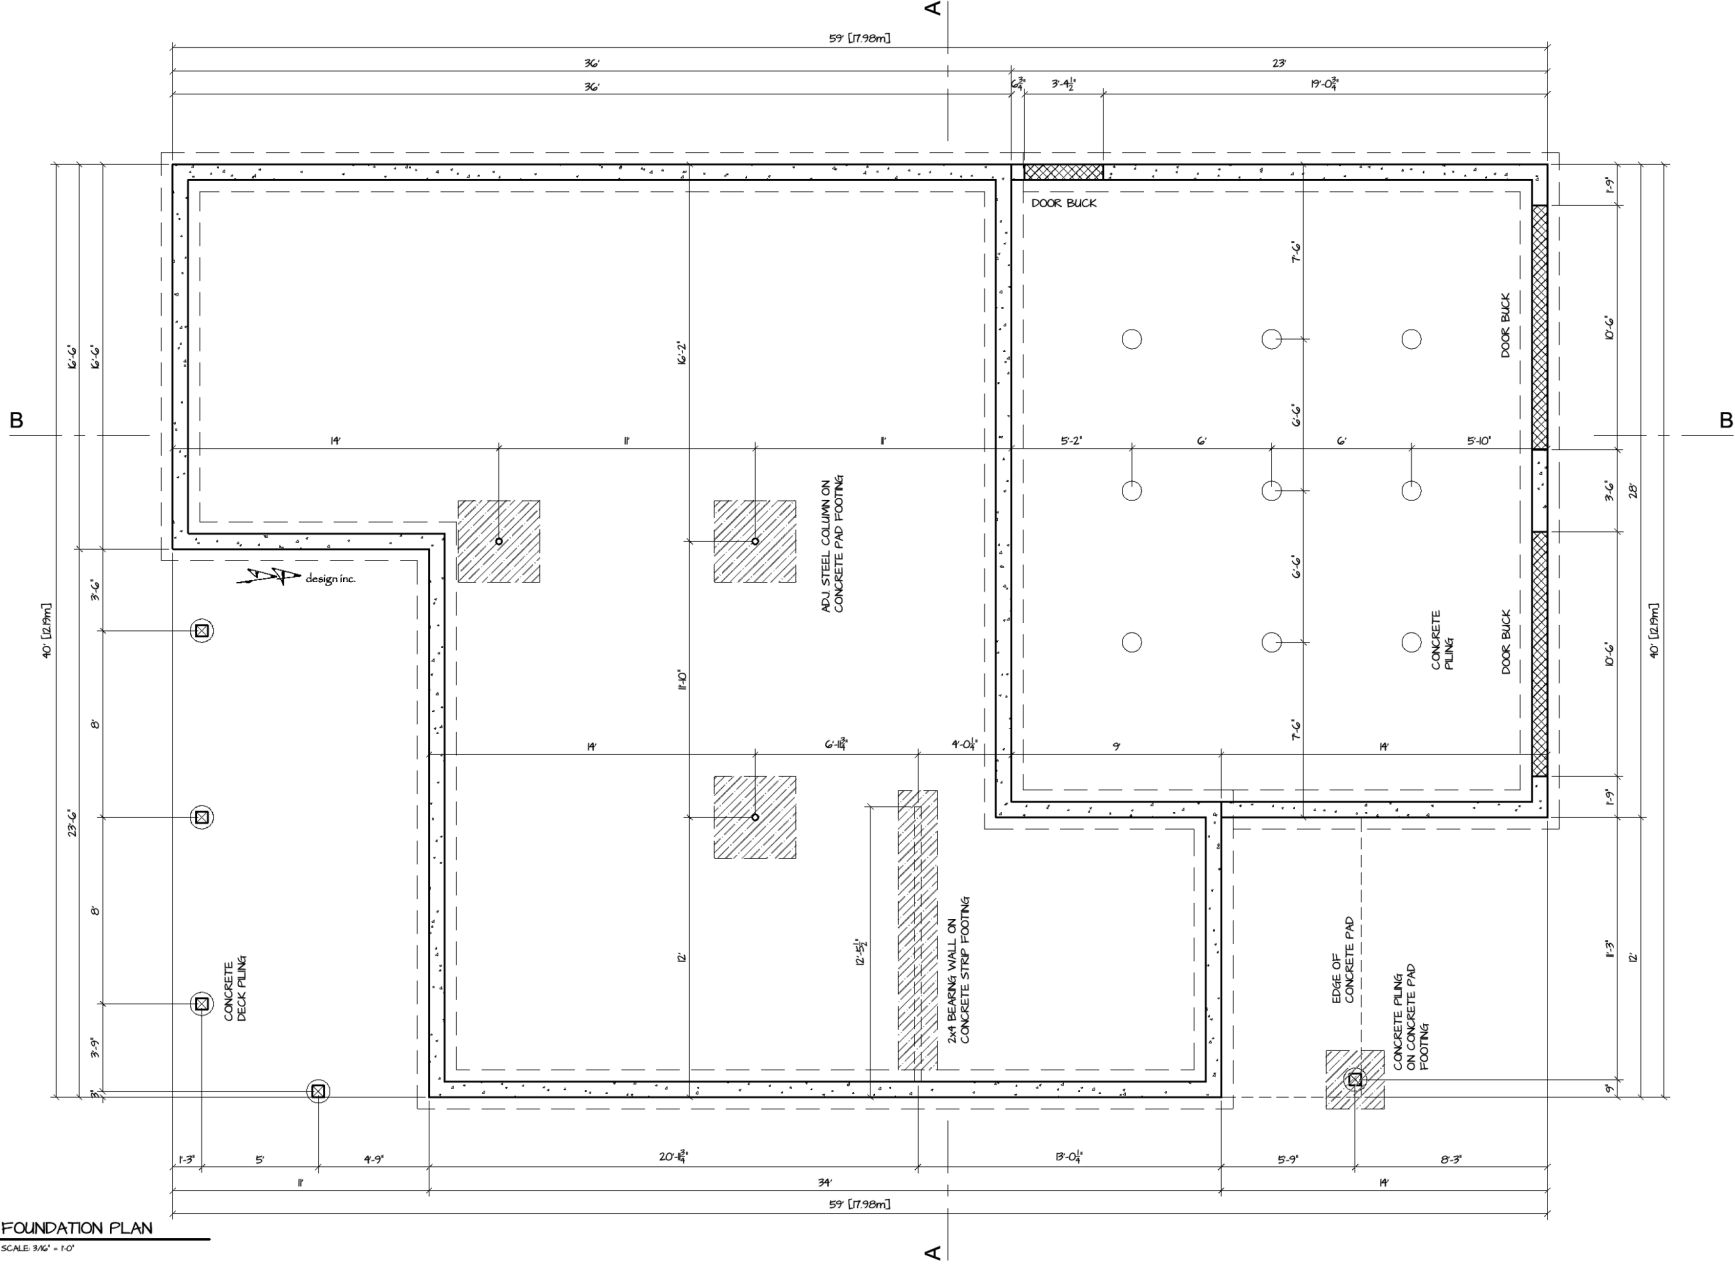 A
59' [17.98m]
36'
23'
36'
6¾"
3'-4½"
19'-0¾"
DOOR BUCK
1'-9"
7'-6"
DOOR BUCK
10'-6"
16'-6"
16'-6"
16'-2"
B
B
6'-6"
14'
11'
11'
5'-2"
6'
6'
5'-10"
3'-6"
28'
ADJ. STEEL COLUMN ON
CONCRETE PAD FOOTING
6'-6"
design inc.
3'-6"
40' [12.19m]
40' [12.19m]
CONCRETE
PILING
DOOR BUCK
10'-6"
11'-10"
8'
7'-6"
14'
6'-11¾"
4'-0¼"
9'
14'
1'-9"
23'-6"
8'
12'
12'-5½"
2x4 BEARING WALL ON
CONCRETE STRIP FOOTING
EDGE OF
CONCRETE PAD
11'-3"
12'
CONCRETE
DECK PILING
CONCRETE PILING
ON CONCRETE PAD
FOOTING
3'-9"
3"
9"
1'-3"
5'
4'-9"
20'-11¾"
13'-0¼"
5'-9"
8'-3"
11'
34'
14'
59' [17.98m]
FOUNDATION PLAN
SCALE: 3/16" = 1'-0"
A